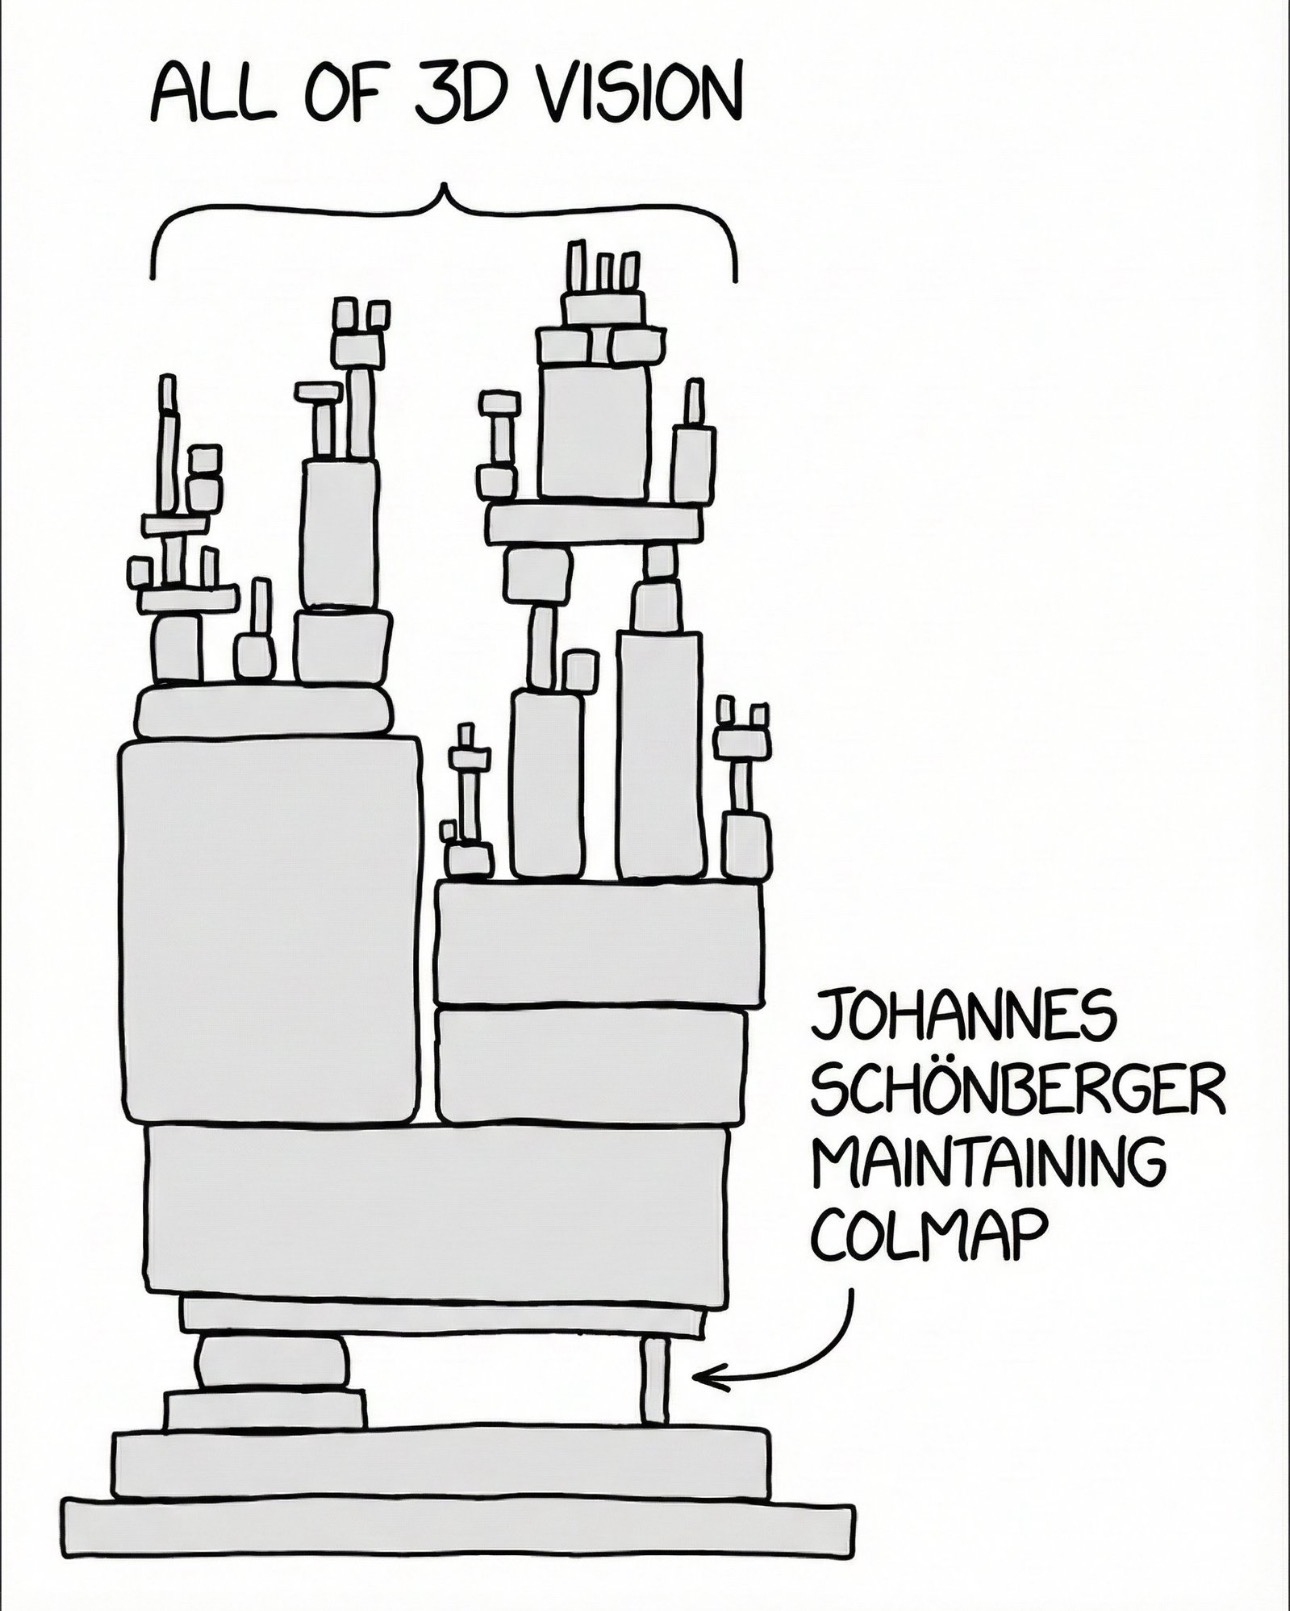 ALL OF 3D VISION
JOHANNES
SCHÖNBERGER
MAINTAINING
COLMAP